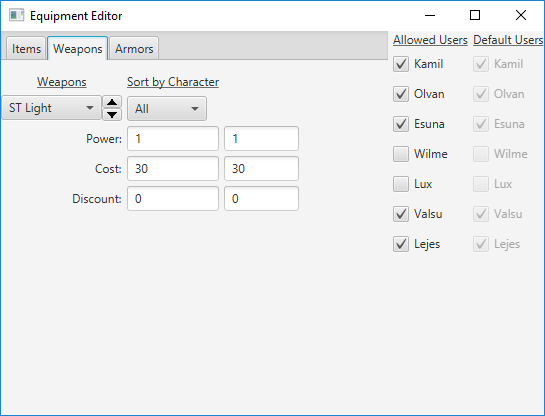 Equipment Editor
Items Weapons Armors
Allowed Users Default Users
Weapons Sort by Character
ST Light All
Power: 1 1
Cost: 30 30
Discount: 0 0
Kamil Kamil
Olvan Olvan
Esuna Esuna
Wilme Wilme
Lux Lux
Valsu Valsu
Lejes Lejes